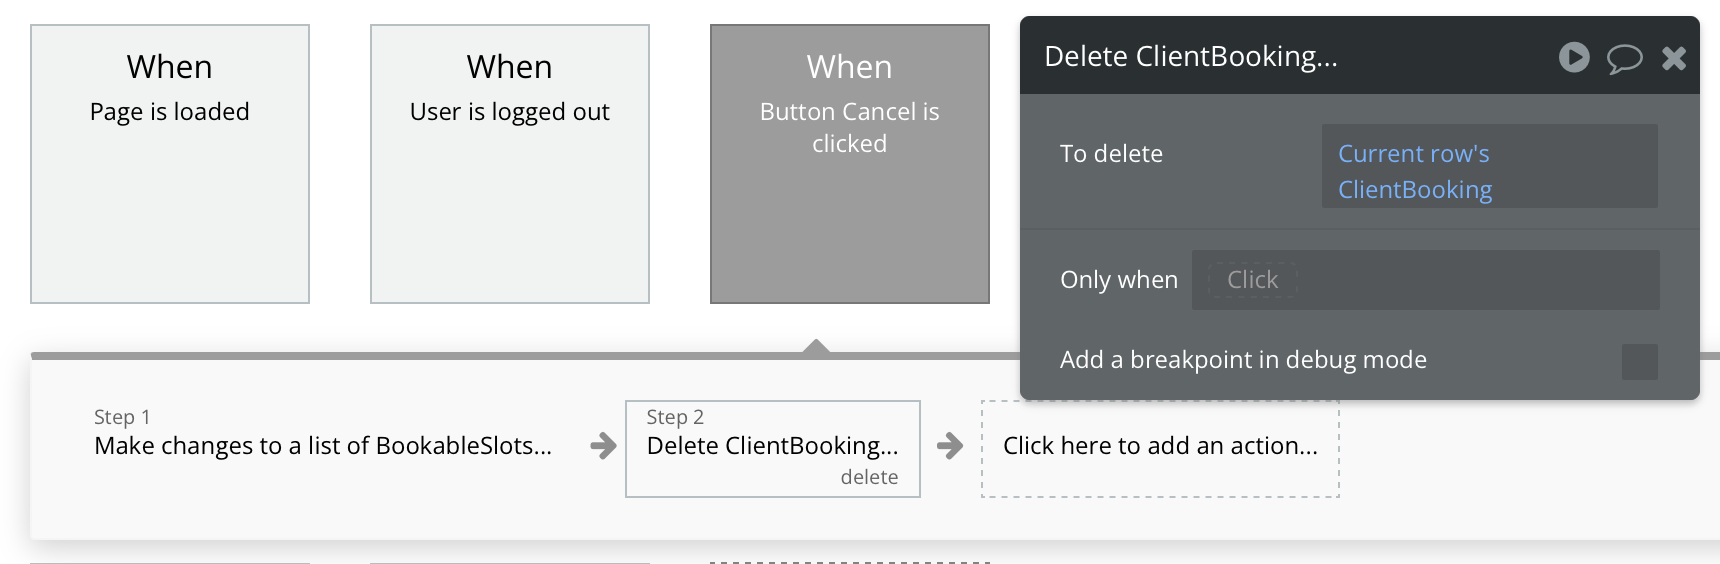 When
Page is loaded
When
User is logged out
When
Button Cancel is
clicked
Delete ClientBooking...
To delete
Current row's
ClientBooking
Only when
Click
Add a breakpoint in debug mode
Step 1
Make changes to a list of BookableSlots...
Step 2
Delete ClientBooking...
delete
Click here to add an action...